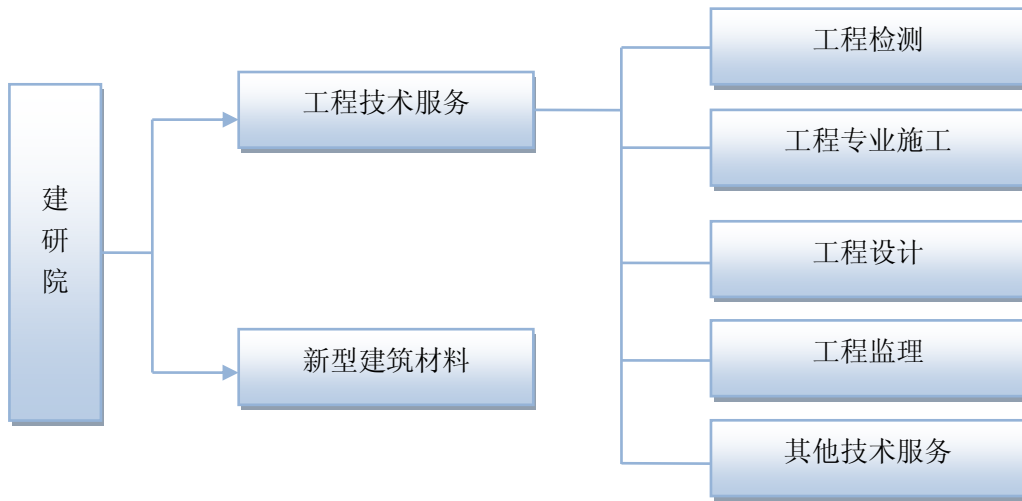 建研院
工程技术服务
新型建筑材料
工程检测
工程专业施工
工程设计
工程监理
其他技术服务